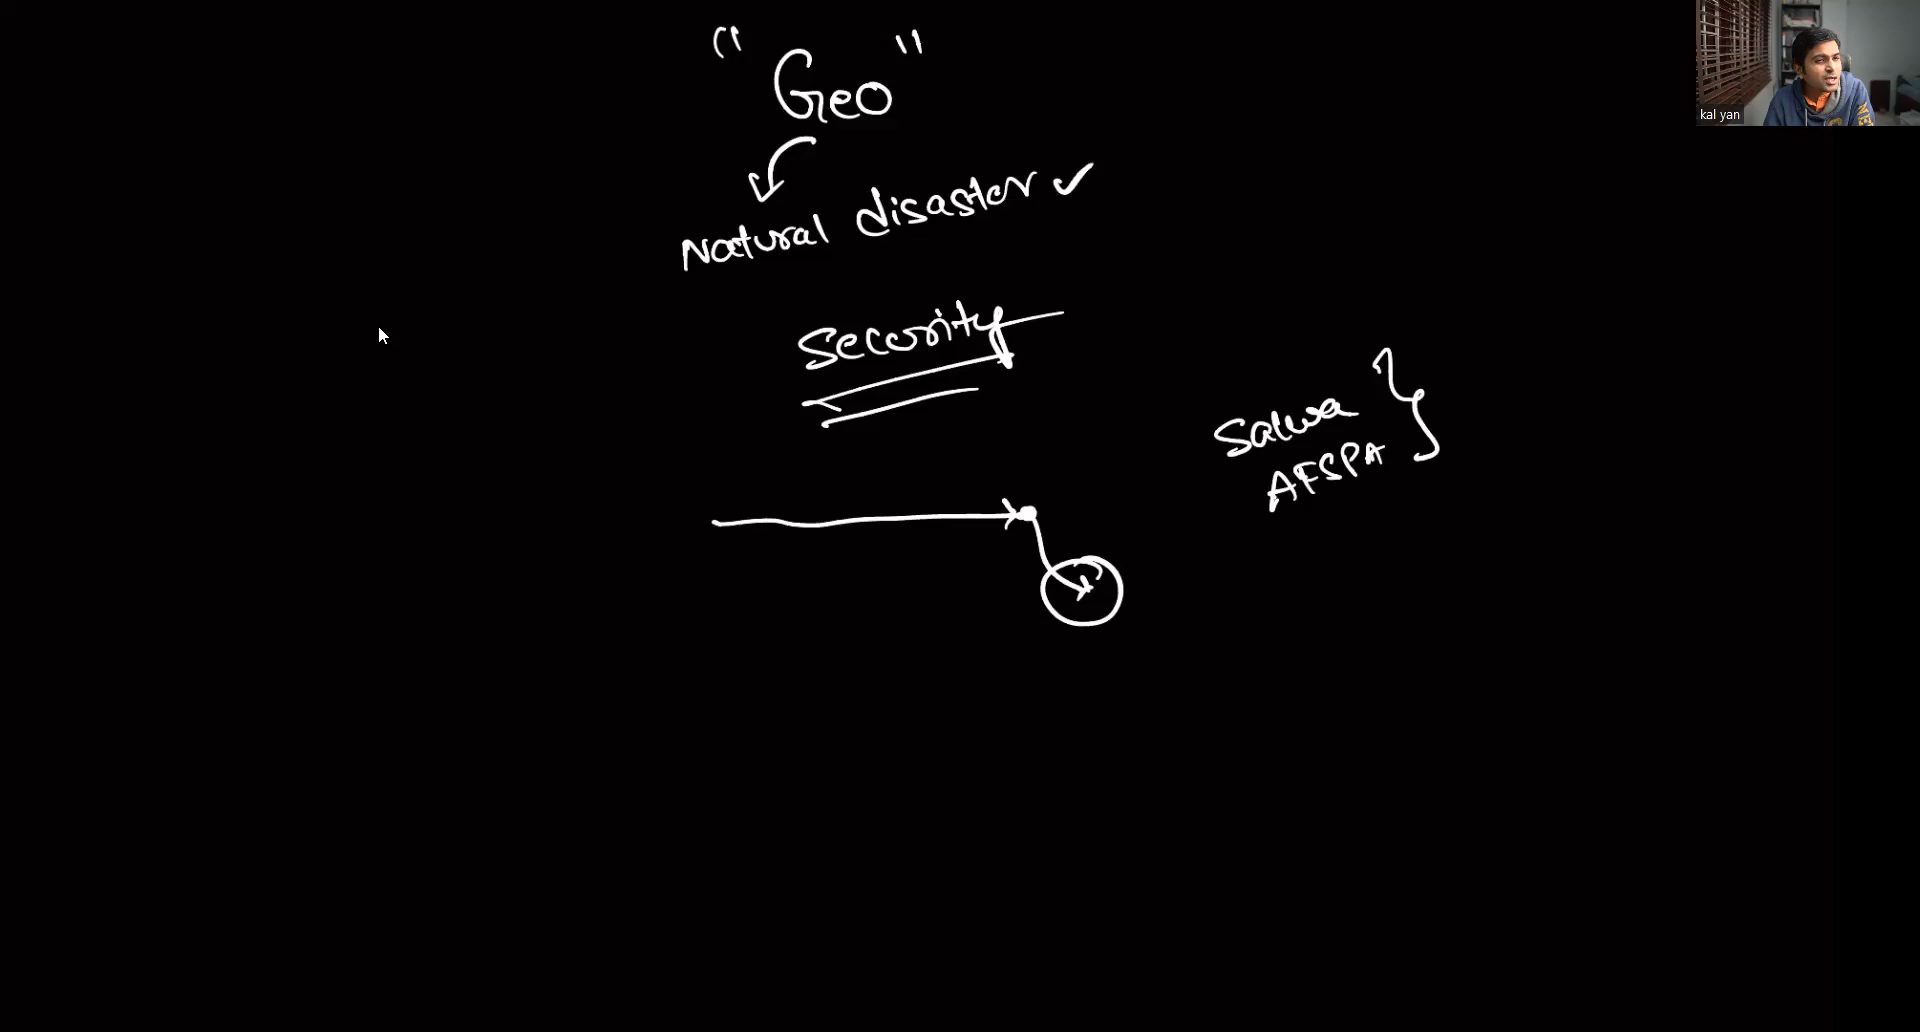 "Geo"
Natural disaster ✓
Security
Salwa
AFSPA
kal yan